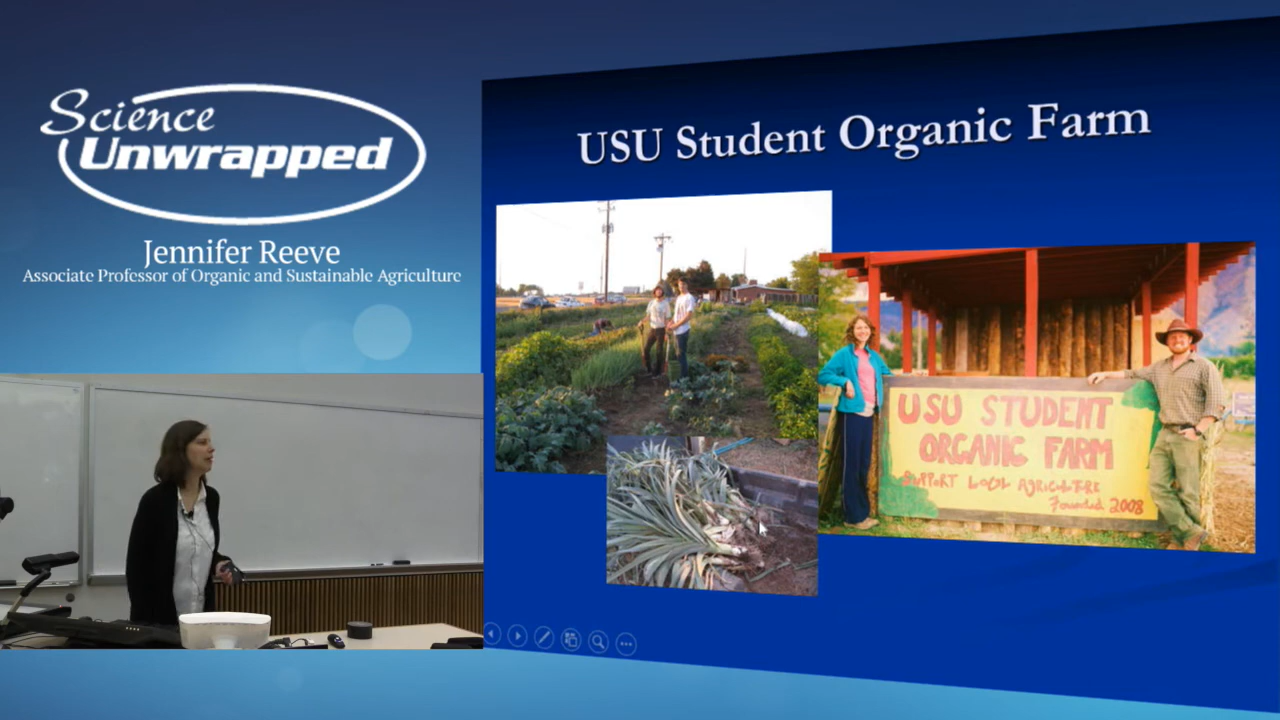 Science
Unwrapped
Jennifer Reeve
Associate Professor of Organic and Sustainable Agriculture
USU Student Organic Farm
USU STUDENT
ORGANIC FARM
SUPPORT LOCAL AGRICULTURE
Founded 2008